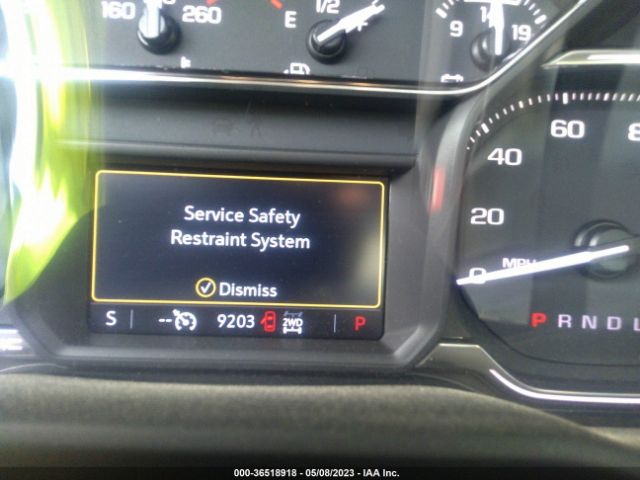 160 260
E 1/2
9 14 19
Service Safety
Restraint System
Dismiss
S -- 9203 2WD P
0 20 40 60
MPH
P R N D L
000-36518918 - 05/08/2023 - IAA Inc.